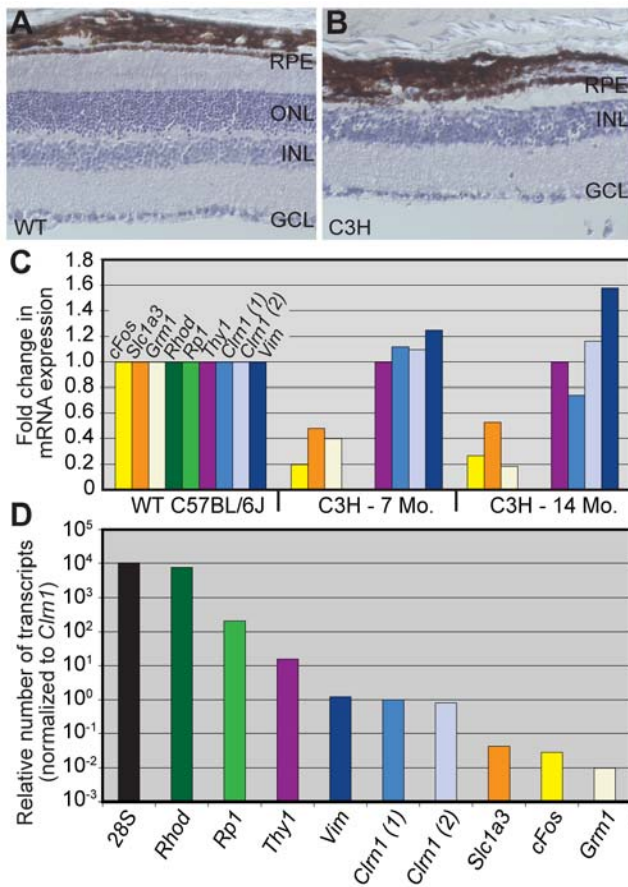 A
RPE
ONL
INL
GCL
WT
B
RPE
INL
GCL
C3H
C
Fold change in
mRNA expression
1.8
1.6
1.4
1.2
1.0
0.8
0.6
0.4
0.2
0
cFos
Slc1a3
Grm1
Rhod
Rp1
Thy1
Clrn1 (1)
Clrn1 (2)
Vim
WT C57BL/6J
C3H - 7 Mo.
C3H - 14 Mo.
D
Relative number of transcripts
(normalized to Clrn1)
10⁵
10⁴
10³
10²
10¹
10⁰
10⁻¹
10⁻²
10⁻³
28S
Rhod
Rp1
Thy1
Vim
Clrn1 (1)
Clrn1 (2)
Slc1a3
cFos
Grm1